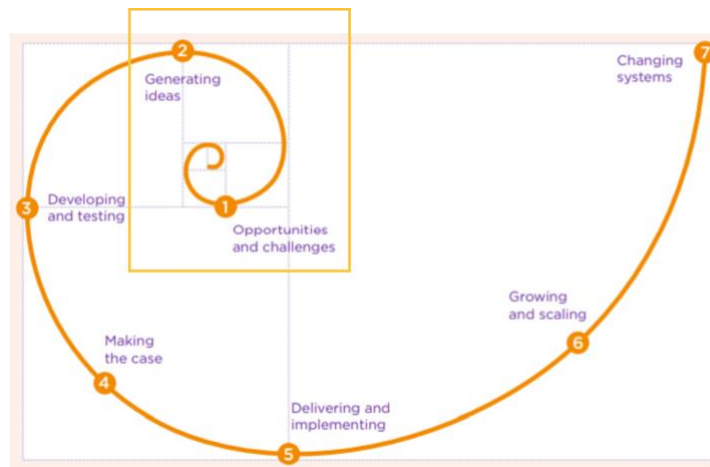 1
Opportunities
and challenges
2
Generating
ideas
3
Developing
and testing
4
Making
the case
5
Delivering and
implementing
6
Growing
and scaling
7
Changing
systems